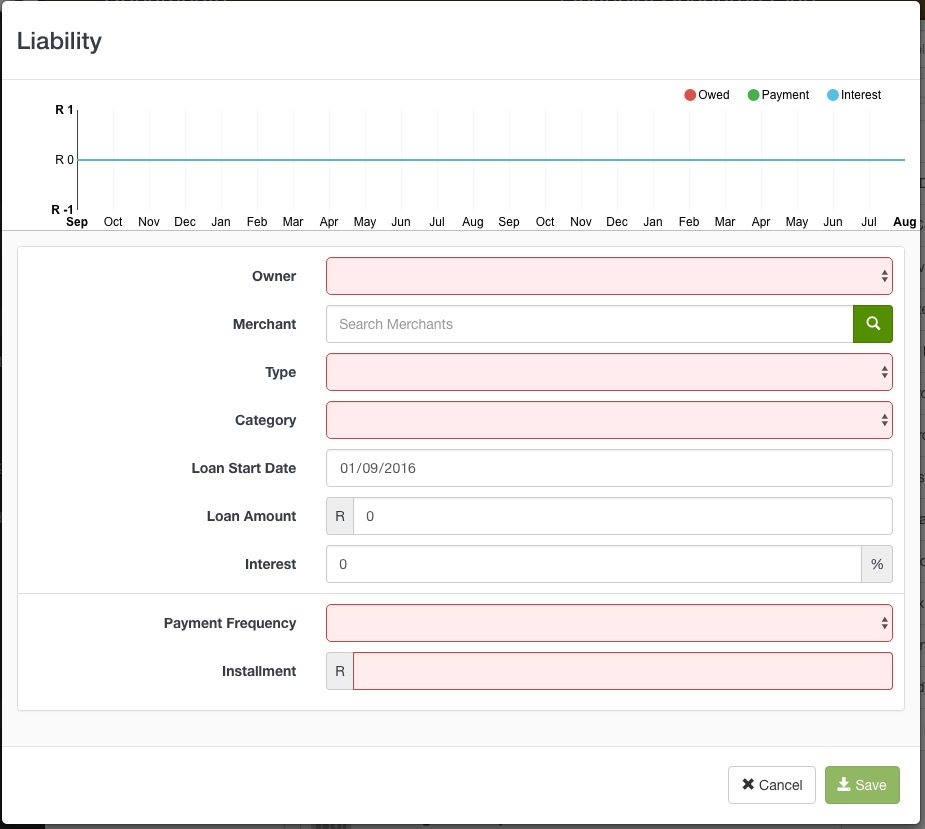 Liability
Owed Payment Interest
R 1
R 0
R -1
Sep Oct Nov Dec Jan Feb Mar Apr May Jun Jul Aug Sep Oct Nov Dec Jan Feb Mar Apr May Jun Jul Aug
Owner
Merchant Search Merchants
Type
Category
Loan Start Date 01/09/2016
Loan Amount R 0
Interest 0 %
Payment Frequency
Installment R
Cancel Save